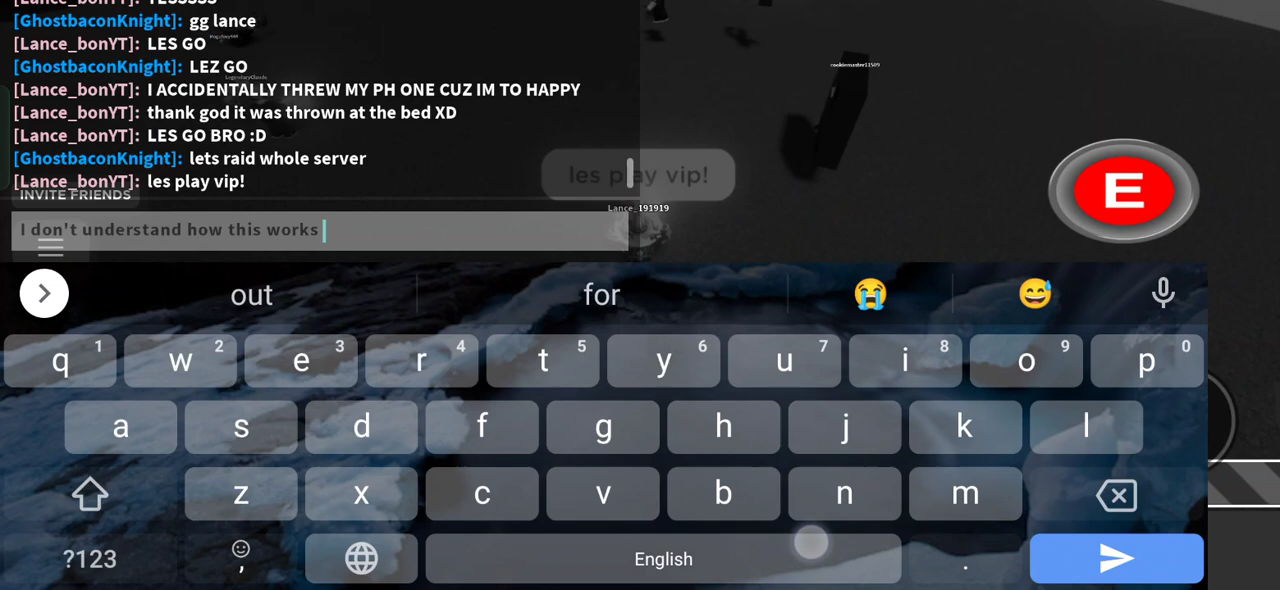 [Lance_bonYT]: YESSSSS
[GhostbaconKnight]: gg lance
[Lance_bonYT]: LES GO
[GhostbaconKnight]: LEZ GO
[Lance_bonYT]: I ACCIDENTALLY THREW MY PH ONE CUZ IM TO HAPPY
[Lance_bonYT]: thank god it was thrown at the bed XD
[Lance_bonYT]: LES GO BRO :D
[GhostbaconKnight]: lets raid whole server
[Lance_bonYT]: les play vip!
INVITE FRIENDS
I don't understand how this works
cookiemaster11509
les play vip!
Lance_191919
E
out for
q 1 w 2 e 3 r 4 t 5 y 6 u 7 i 8 o 9 p 0
a s d f g h j k l
z x c v b n m
?123 , English .